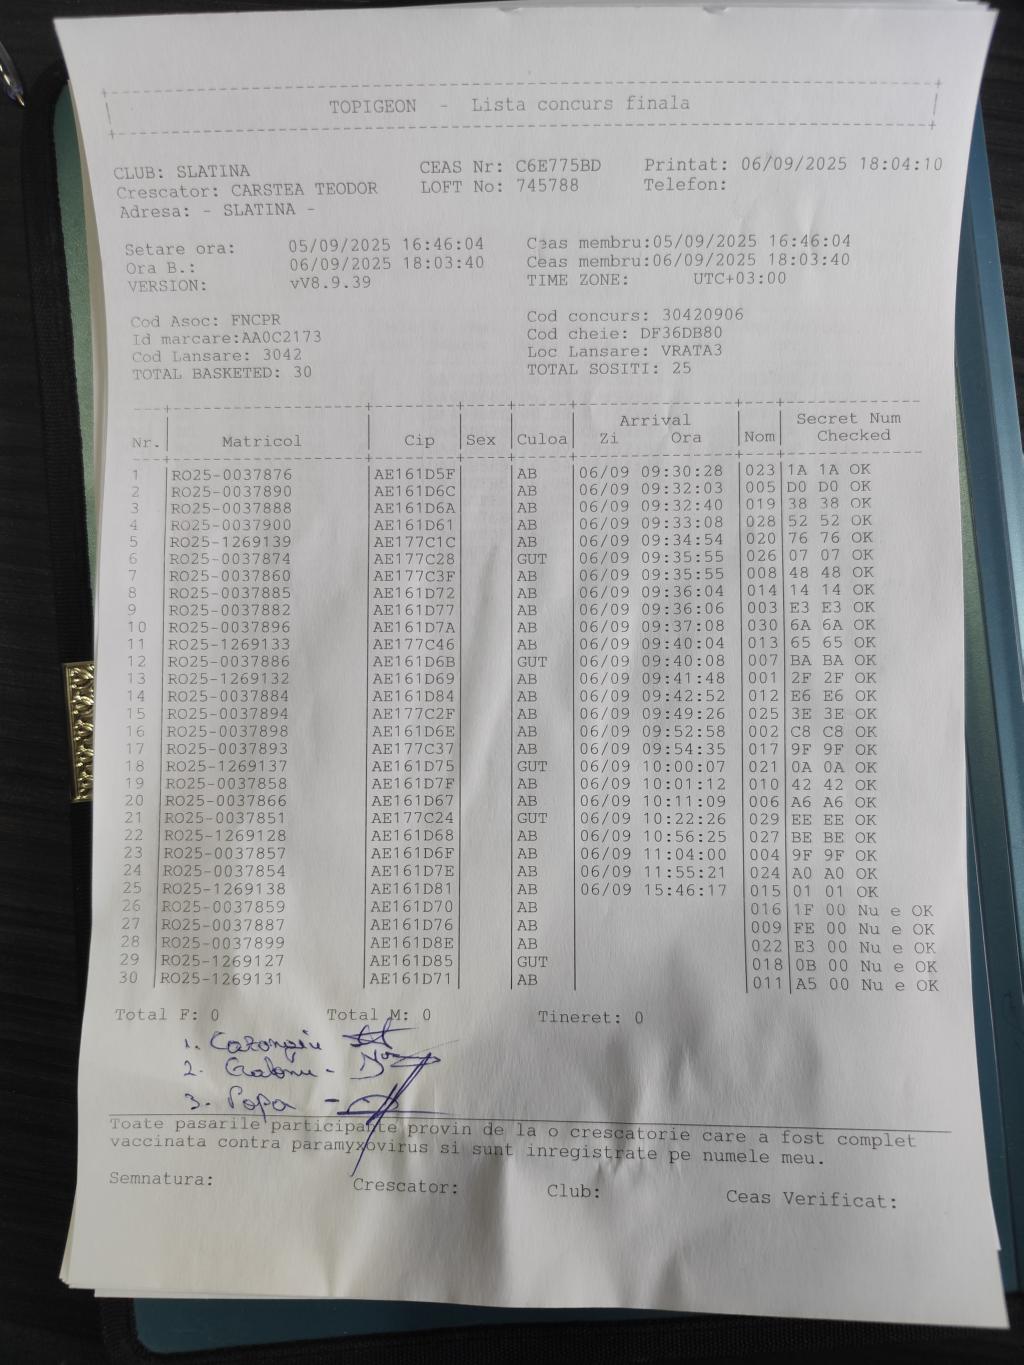 TOPIGEON - Lista concurs finala
CLUB: SLATINA CEAS Nr: C6E775BD Printat: 06/09/2025 18:04:10
Crescator: CARSTEA TEODOR LOFT No: 745788 Telefon:
Adresa: - SLATINA -
Setare ora: 05/09/2025 16:46:04 Ceas membru:05/09/2025 16:46:04
Ora B.: 06/09/2025 18:03:40 Ceas membru:06/09/2025 18:03:40
VERSION: vV8.9.39 TIME ZONE: UTC+03:00
Cod Asoc: FNCPR Cod concurs: 30420906
Id marcare:AA0C2173 Cod cheie: DF36DB80
Cod Lansare: 3042 Loc Lansare: VRATA3
TOTAL BASKETED: 30 TOTAL SOSITI: 25
Arrival Secret Num
Nr. Matricol Cip Sex Culoa Zi Ora Nom Checked
1 RO25-0037876 AE161D5F AB 06/09 09:30:28 023 1A 1A OK
2 RO25-0037890 AE161D6C AB 06/09 09:32:03 005 D0 D0 OK
3 RO25-0037888 AE161D6A AB 06/09 09:32:40 019 38 38 OK
4 RO25-0037900 AE161D61 AB 06/09 09:33:08 028 52 52 OK
5 RO25-1269139 AE177C1C AB 06/09 09:34:54 020 76 76 OK
6 RO25-0037874 AE177C28 GUT 06/09 09:35:55 026 07 07 OK
7 RO25-0037860 AE177C3F AB 06/09 09:35:55 008 48 48 OK
8 RO25-0037885 AE161D72 AB 06/09 09:36:04 014 14 14 OK
9 RO25-0037882 AE161D77 AB 06/09 09:36:06 003 E3 E3 OK
10 RO25-0037896 AE161D7A AB 06/09 09:37:08 030 6A 6A OK
11 RO25-1269133 AE177C46 AB 06/09 09:40:04 013 65 65 OK
12 RO25-0037886 AE161D6B GUT 06/09 09:40:08 007 BA BA OK
13 RO25-1269132 AE161D69 AB 06/09 09:41:48 001 2F 2F OK
14 RO25-0037884 AE161D84 AB 06/09 09:42:52 012 E6 E6 OK
15 RO25-0037894 AE177C2F AB 06/09 09:49:26 025 3E 3E OK
16 RO25-0037898 AE161D6E AB 06/09 09:52:58 002 C8 C8 OK
17 RO25-0037893 AE177C37 AB 06/09 09:54:35 017 9F 9F OK
18 RO25-1269137 AE161D75 GUT 06/09 10:00:07 021 0A 0A OK
19 RO25-0037858 AE161D7F AB 06/09 10:01:12 010 42 42 OK
20 RO25-0037866 AE161D67 AB 06/09 10:11:09 006 A6 A6 OK
21 RO25-0037851 AE177C24 GUT 06/09 10:22:26 029 EE EE OK
22 RO25-1269128 AE161D68 AB 06/09 10:56:25 027 BE BE OK
23 RO25-0037857 AE161D6F AB 06/09 11:04:00 004 9F 9F OK
24 RO25-0037854 AE161D7E AB 06/09 11:55:21 024 A0 A0 OK
25 RO25-1269138 AE161D81 AB 06/09 15:46:17 015 01 01 OK
26 RO25-0037859 AE161D70 AB 016 1F 00 Nu e OK
27 RO25-0037887 AE161D76 AB 009 FE 00 Nu e OK
28 RO25-0037899 AE161D8E AB 022 E3 00 Nu e OK
29 RO25-1269127 AE161D85 GUT 018 0B 00 Nu e OK
30 RO25-1269131 AE161D71 AB 011 A5 00 Nu e OK
Total F: 0 Total M: 0 Tineret: 0
1.
2.
3. Popa -
Toate pasarile participante provin de la o crescatorie care a fost complet
vaccinata contra paramyxovirus si sunt inregistrate pe numele meu.
Semnatura: Crescator: Club: Ceas Verificat: